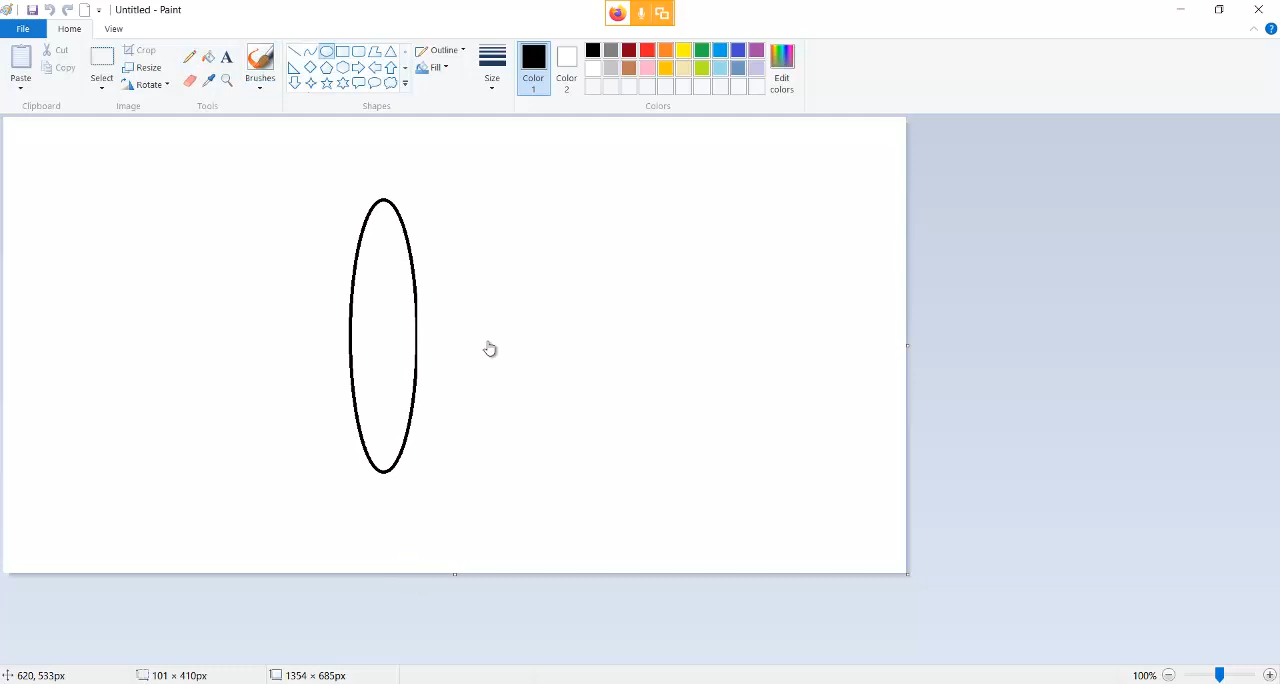 Untitled - Paint
File
Home
View
Paste
Cut
Copy
Clipboard
Select
Crop
Resize
Rotate
Image
A
Tools
Brushes
Shapes
Outline
Fill
Size
Color
1
Color
2
Edit
colors
Colors
?
620, 533px
101 × 410px
1354 × 685px
100%